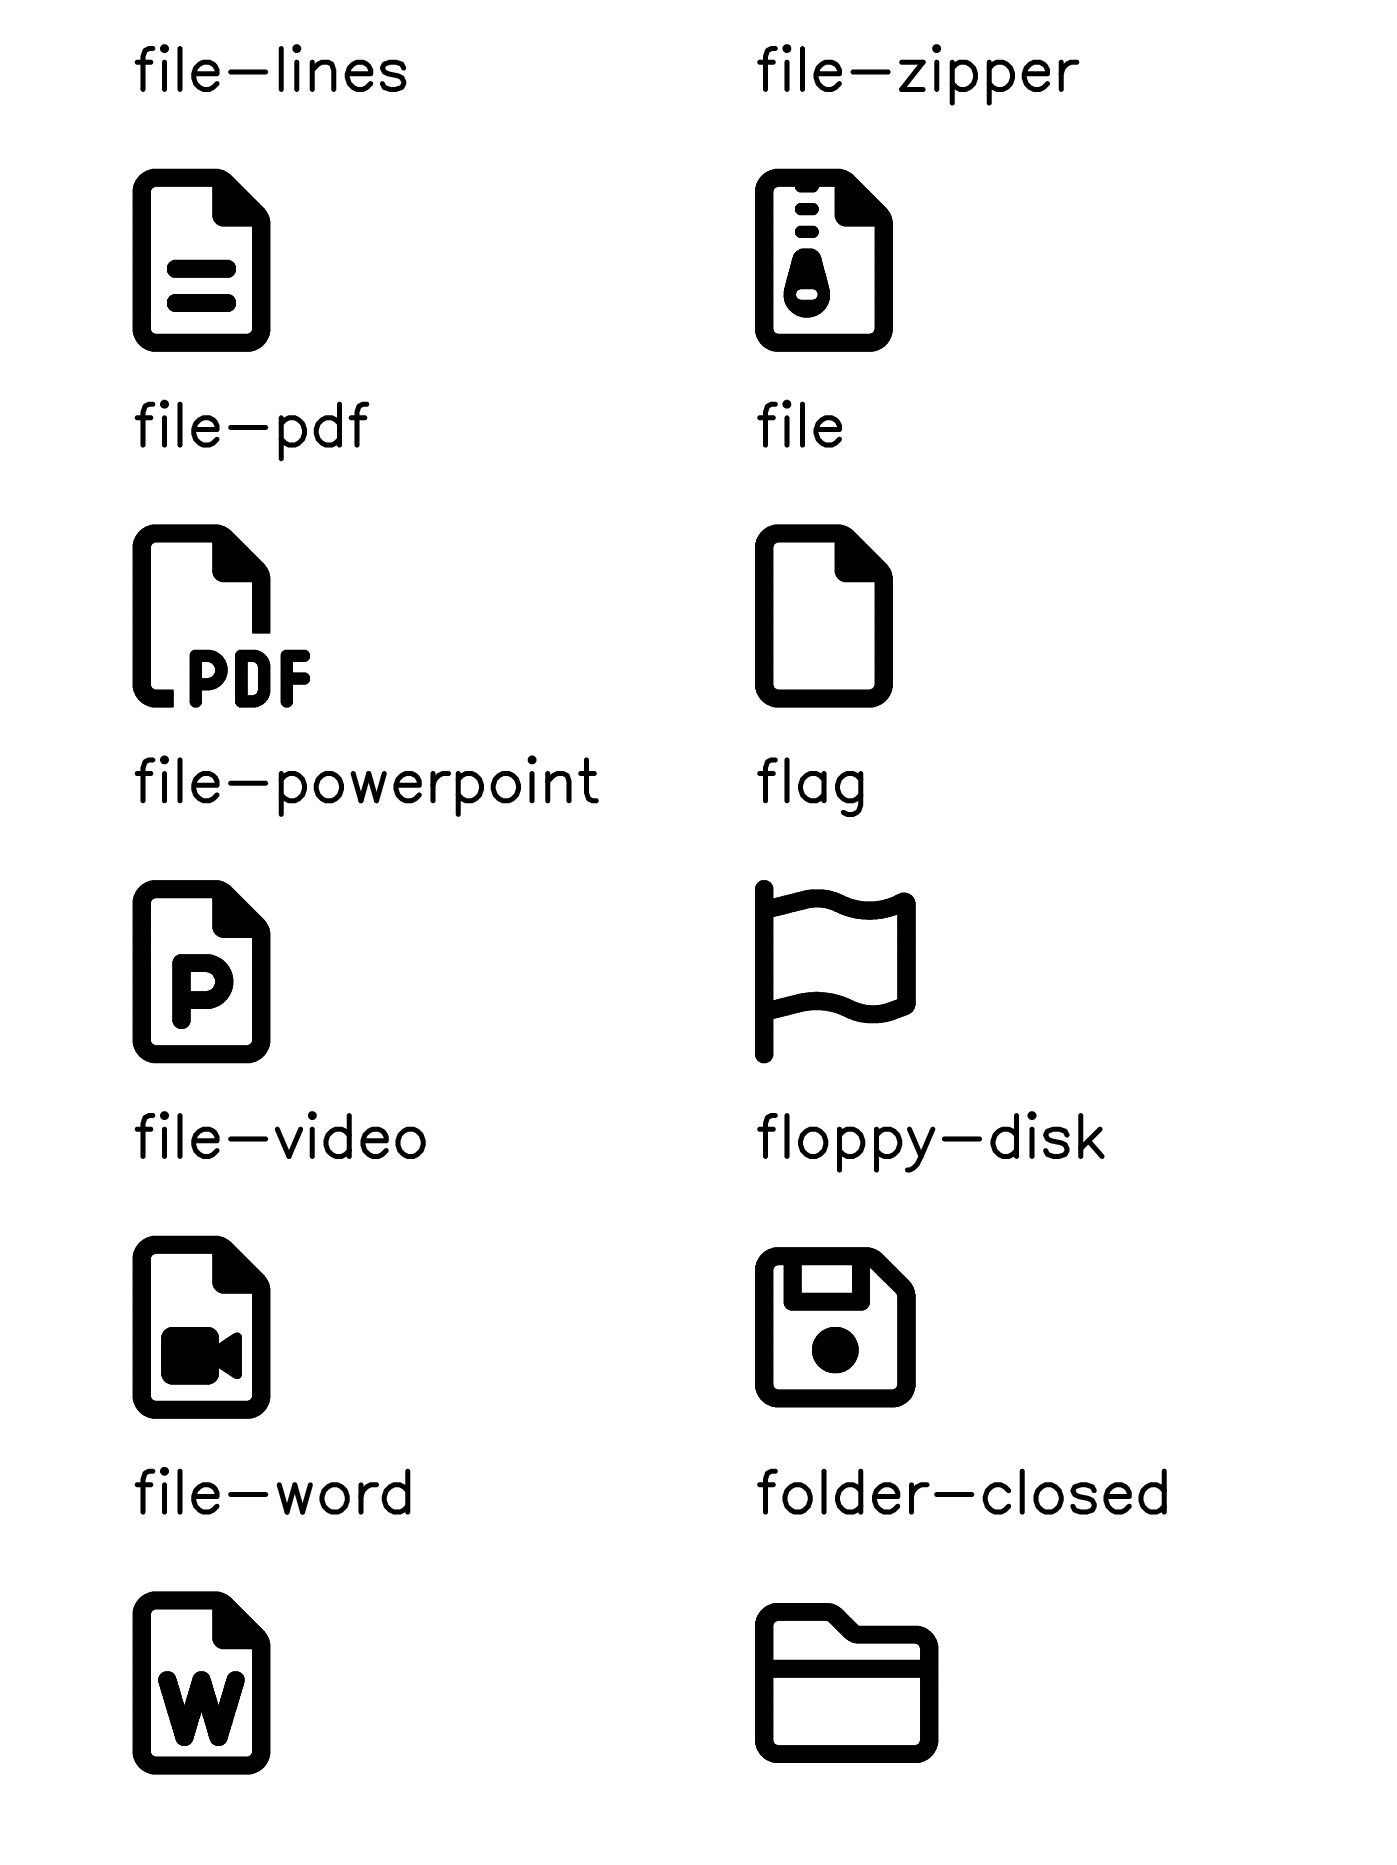 file-lines
file-zipper
file-pdf
file
PDF
file-powerpoint
flag
P
file-video
floppy-disk
file-word
folder-closed
W